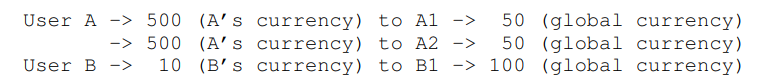 User A -> 500 (A’s currency) to A1 -> 50 (global currency)
-> 500 (A’s currency) to A2 -> 50 (global currency)
User B -> 10 (B’s currency) to B1 -> 100 (global currency)